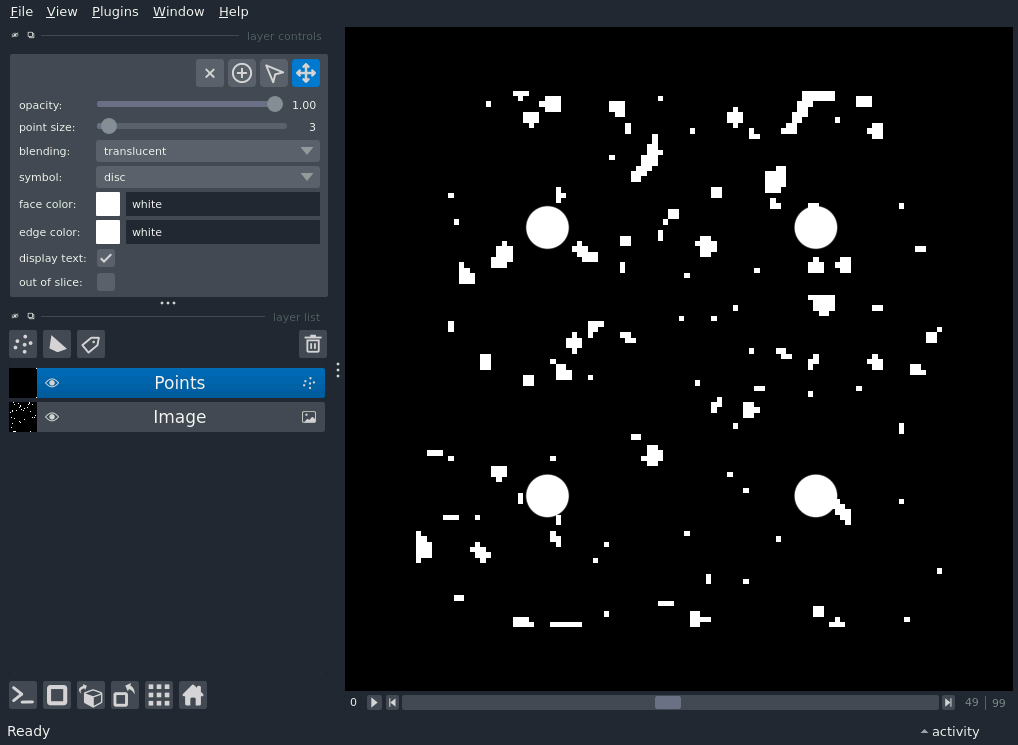 File View Plugins Window Help
layer controls
opacity: 1.00
point size: 3
blending: translucent
symbol: disc
face color: white
edge color: white
display text:
out of slice:
layer list
Points
Image
0 49 99
Ready activity